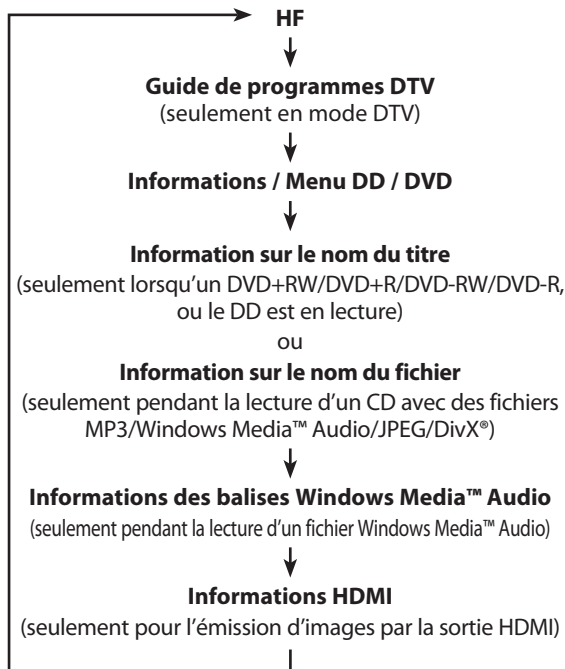 HF
Guide de programmes DTV
(seulement en mode DTV)
Informations / Menu DD / DVD
Information sur le nom du titre
(seulement lorsqu'un DVD+RW/DVD+R/DVD-RW/DVD-R,
ou le DD est en lecture)
ou
Information sur le nom du fichier
(seulement pendant la lecture d'un CD avec des fichiers
MP3/Windows Media™ Audio/JPEG/DivX®)
Informations des balises Windows Media™ Audio
(seulement pendant la lecture d'un fichier Windows Media™ Audio)
Informations HDMI
(seulement pour l'émission d'images par la sortie HDMI)